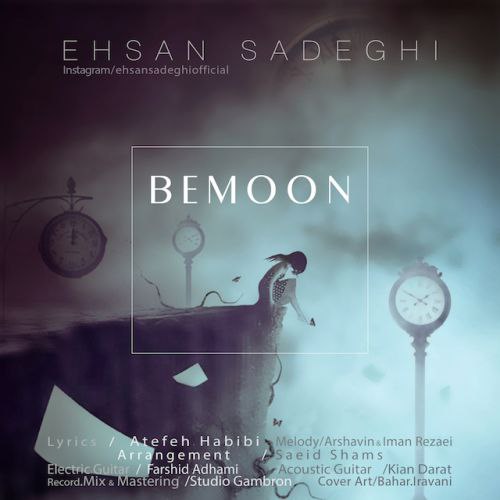 EHSAN SADEGHI
Instagram/ehsansadeghiofficial
BEMOON
Lyrics / Atefeh Habibi - Melody/Arshavin & Iman Rezaei
Arrangement / Saeid Shams
Electric Guitar / Farshid Adhami Acoustic Guitar /Kian Darat
Record.Mix & Mastering /Studio Gambron Cover Art/Bahar.Iravani